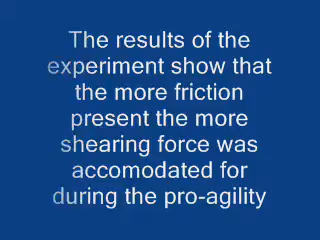 The results of the
experiment show that
the more friction
present the more
shearing force was
accomodated for
during the pro-agility